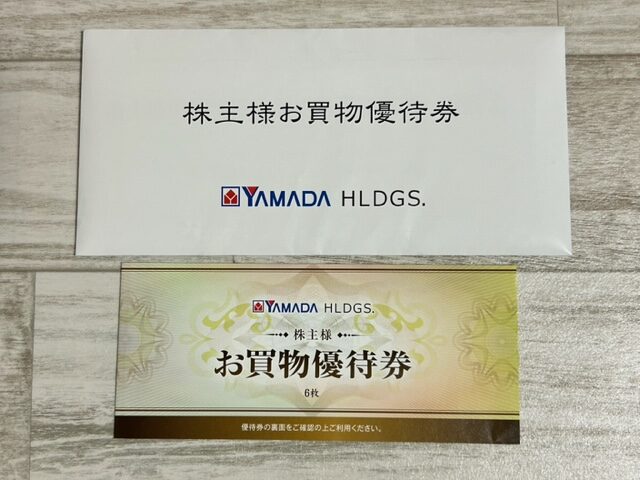 株主様お買物優待券
YAMADA HLDGS.
YAMADA HLDGS.
株主様
お買物優待券
6枚
優待券の裏面をご確認の上ご利用ください。